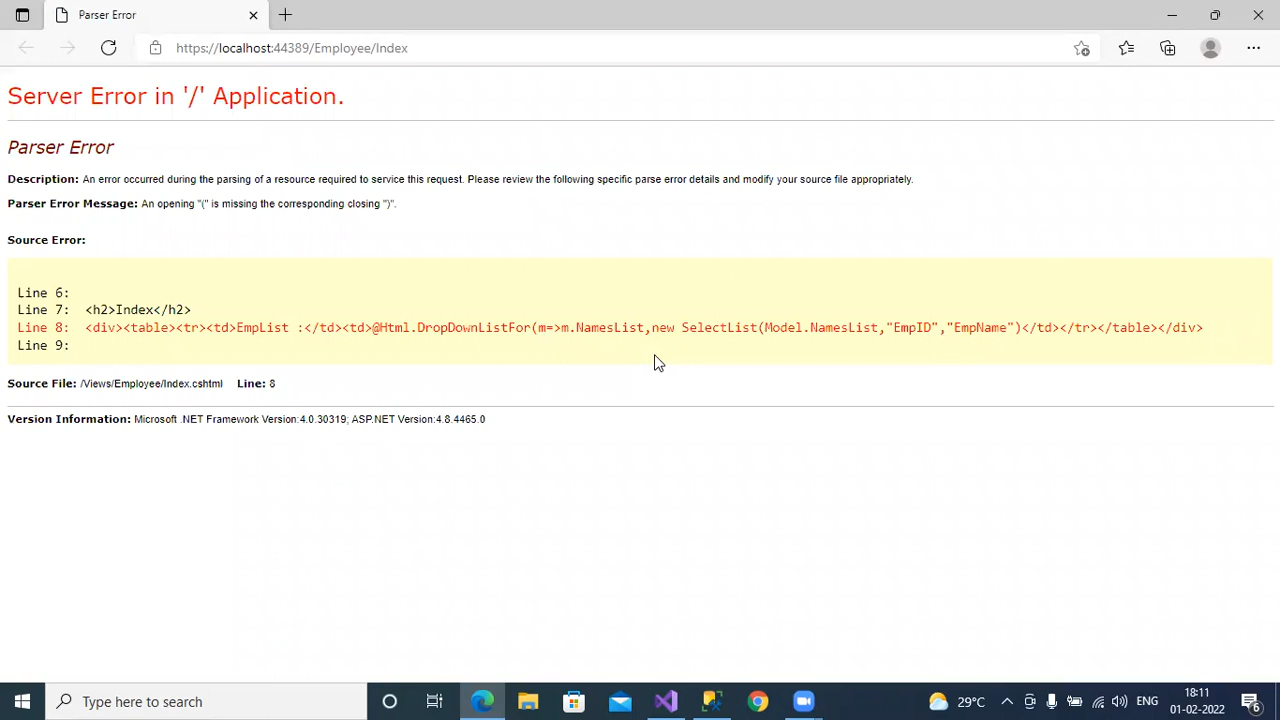 Parser Error
https://localhost:44389/Employee/Index
Server Error in '/' Application.
Parser Error
Description: An error occurred during the parsing of a resource required to service this request. Please review the following specific parse error details and modify your source file appropriately.
Parser Error Message: An opening "(" is missing the corresponding closing ")".
Source Error:
Line 6:
Line 7:  <h2>Index</h2>
Line 8:  <div><table><tr><td>EmpList :</td><td>@Html.DropDownListFor(m=>m.NamesList,new SelectList(Model.NamesList,"EmpID","EmpName")</td></tr></table></div>
Line 9:
Source File: /Views/Employee/Index.cshtml    Line: 8
Version Information: Microsoft .NET Framework Version:4.0.30319; ASP.NET Version:4.8.4465.0
Type here to search
29°C
ENG
18:11
01-02-2022
6